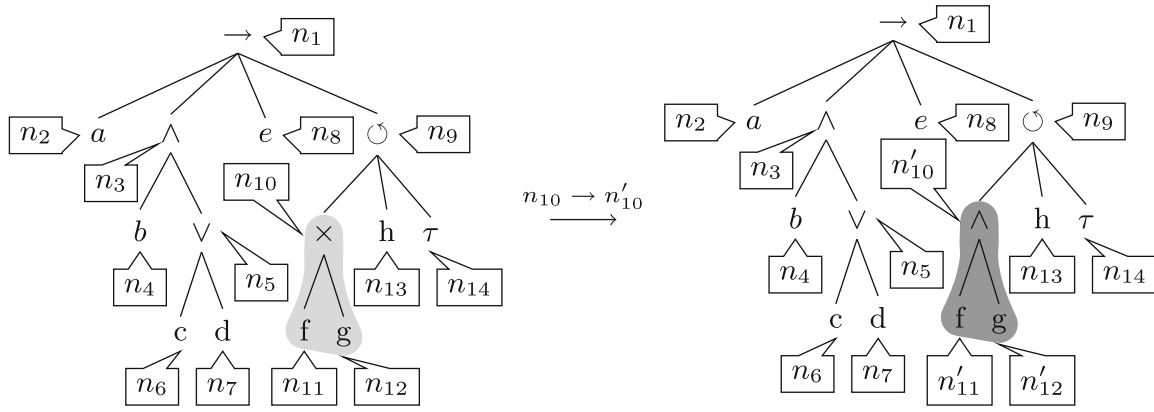 → n₁ → n₁
n₂ a ∧ e n₈ ↺ n₉ n₂ a ∧ e n₈ ↺ n₉
n₃ n₁₀ n₁₀ → n′₁₀ n₃ n′₁₀
b ∨ × h τ b ∨ ∧ h τ
n₄ n₅ n₁₃ n₁₄ n₄ n₅ n₁₃ n₁₄
c d f g c d f g
n₆ n₇ n₁₁ n₁₂ n₆ n₇ n′₁₁ n′₁₂